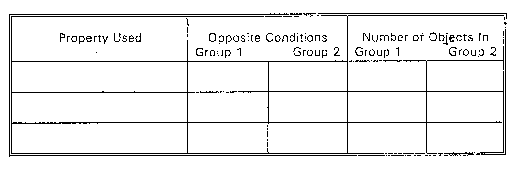 Property Used Opposite Conditions Number of Objects In
Group 1 Group 2 Group 1 Group 2